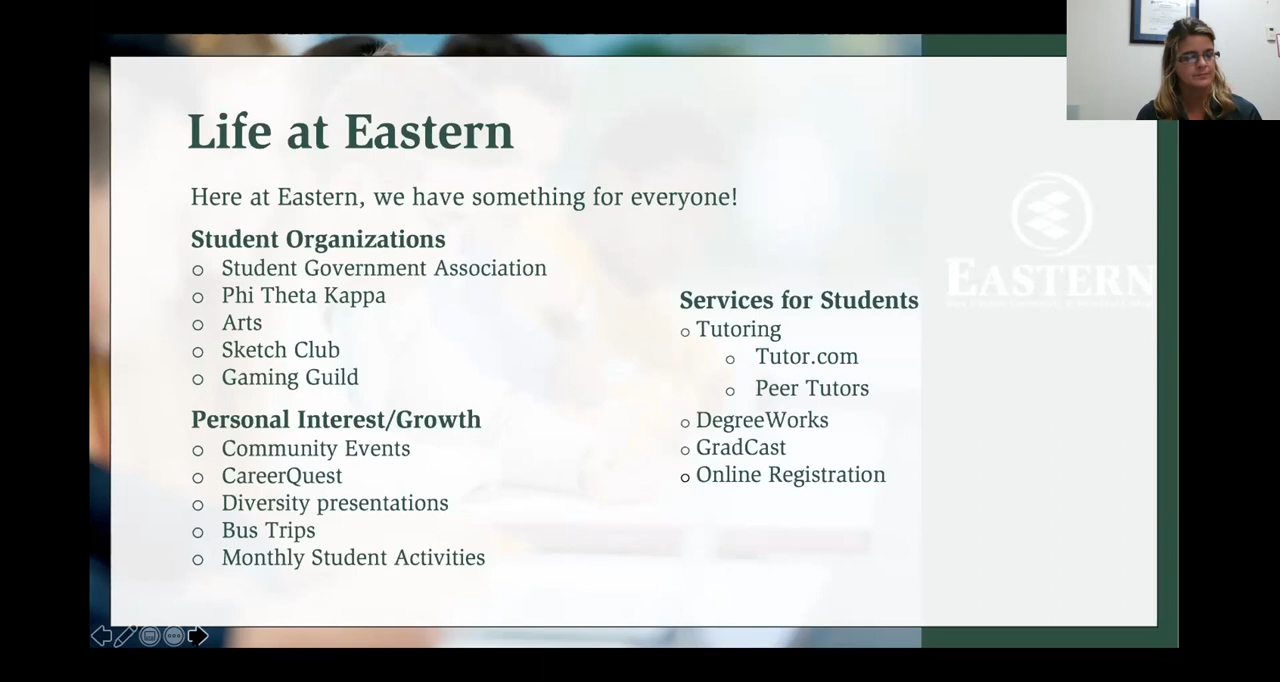 Life at Eastern
Here at Eastern, we have something for everyone!
Student Organizations
○ Student Government Association
○ Phi Theta Kappa
○ Arts
○ Sketch Club
○ Gaming Guild
Personal Interest/Growth
○ Community Events
○ CareerQuest
○ Diversity presentations
○ Bus Trips
○ Monthly Student Activities
Services for Students
○ Tutoring
○ Tutor.com
○ Peer Tutors
○ DegreeWorks
○ GradCast
○ Online Registration
EASTERN